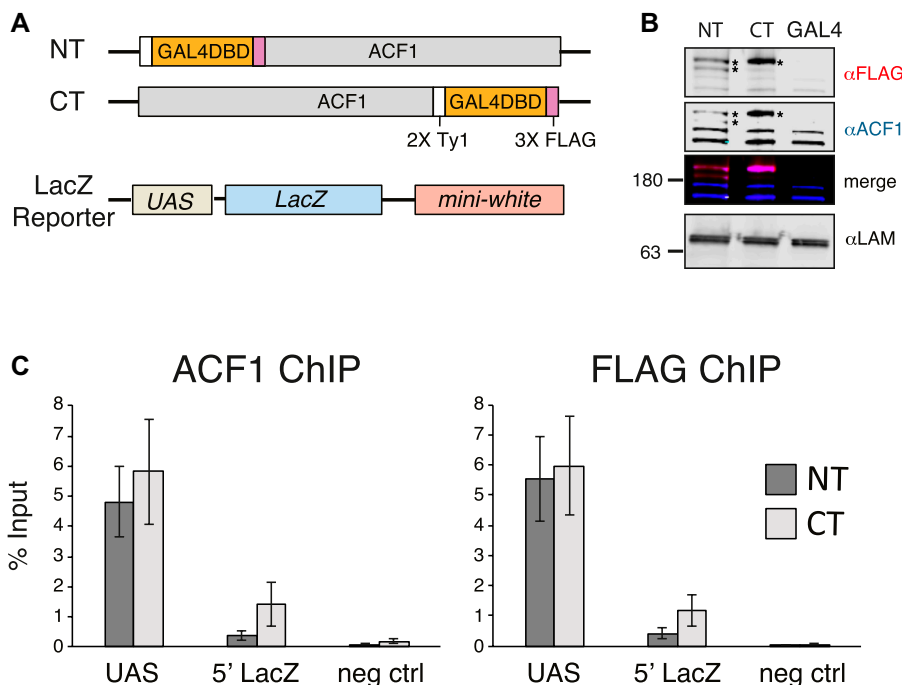 A
NT
GAL4DBD
ACF1
CT
ACF1
GAL4DBD
2X Ty1
3X FLAG
LacZ
Reporter
UAS
LacZ
mini-white
B
NT CT GAL4
* * *
αFLAG
* * *
αACF1
180
merge
63
αLAM
C
ACF1 ChIP
% Input
8
7
6
5
4
3
2
1
0
UAS
5' LacZ
neg ctrl
FLAG ChIP
8
7
6
5
4
3
2
1
0
UAS
5' LacZ
neg ctrl
NT
CT